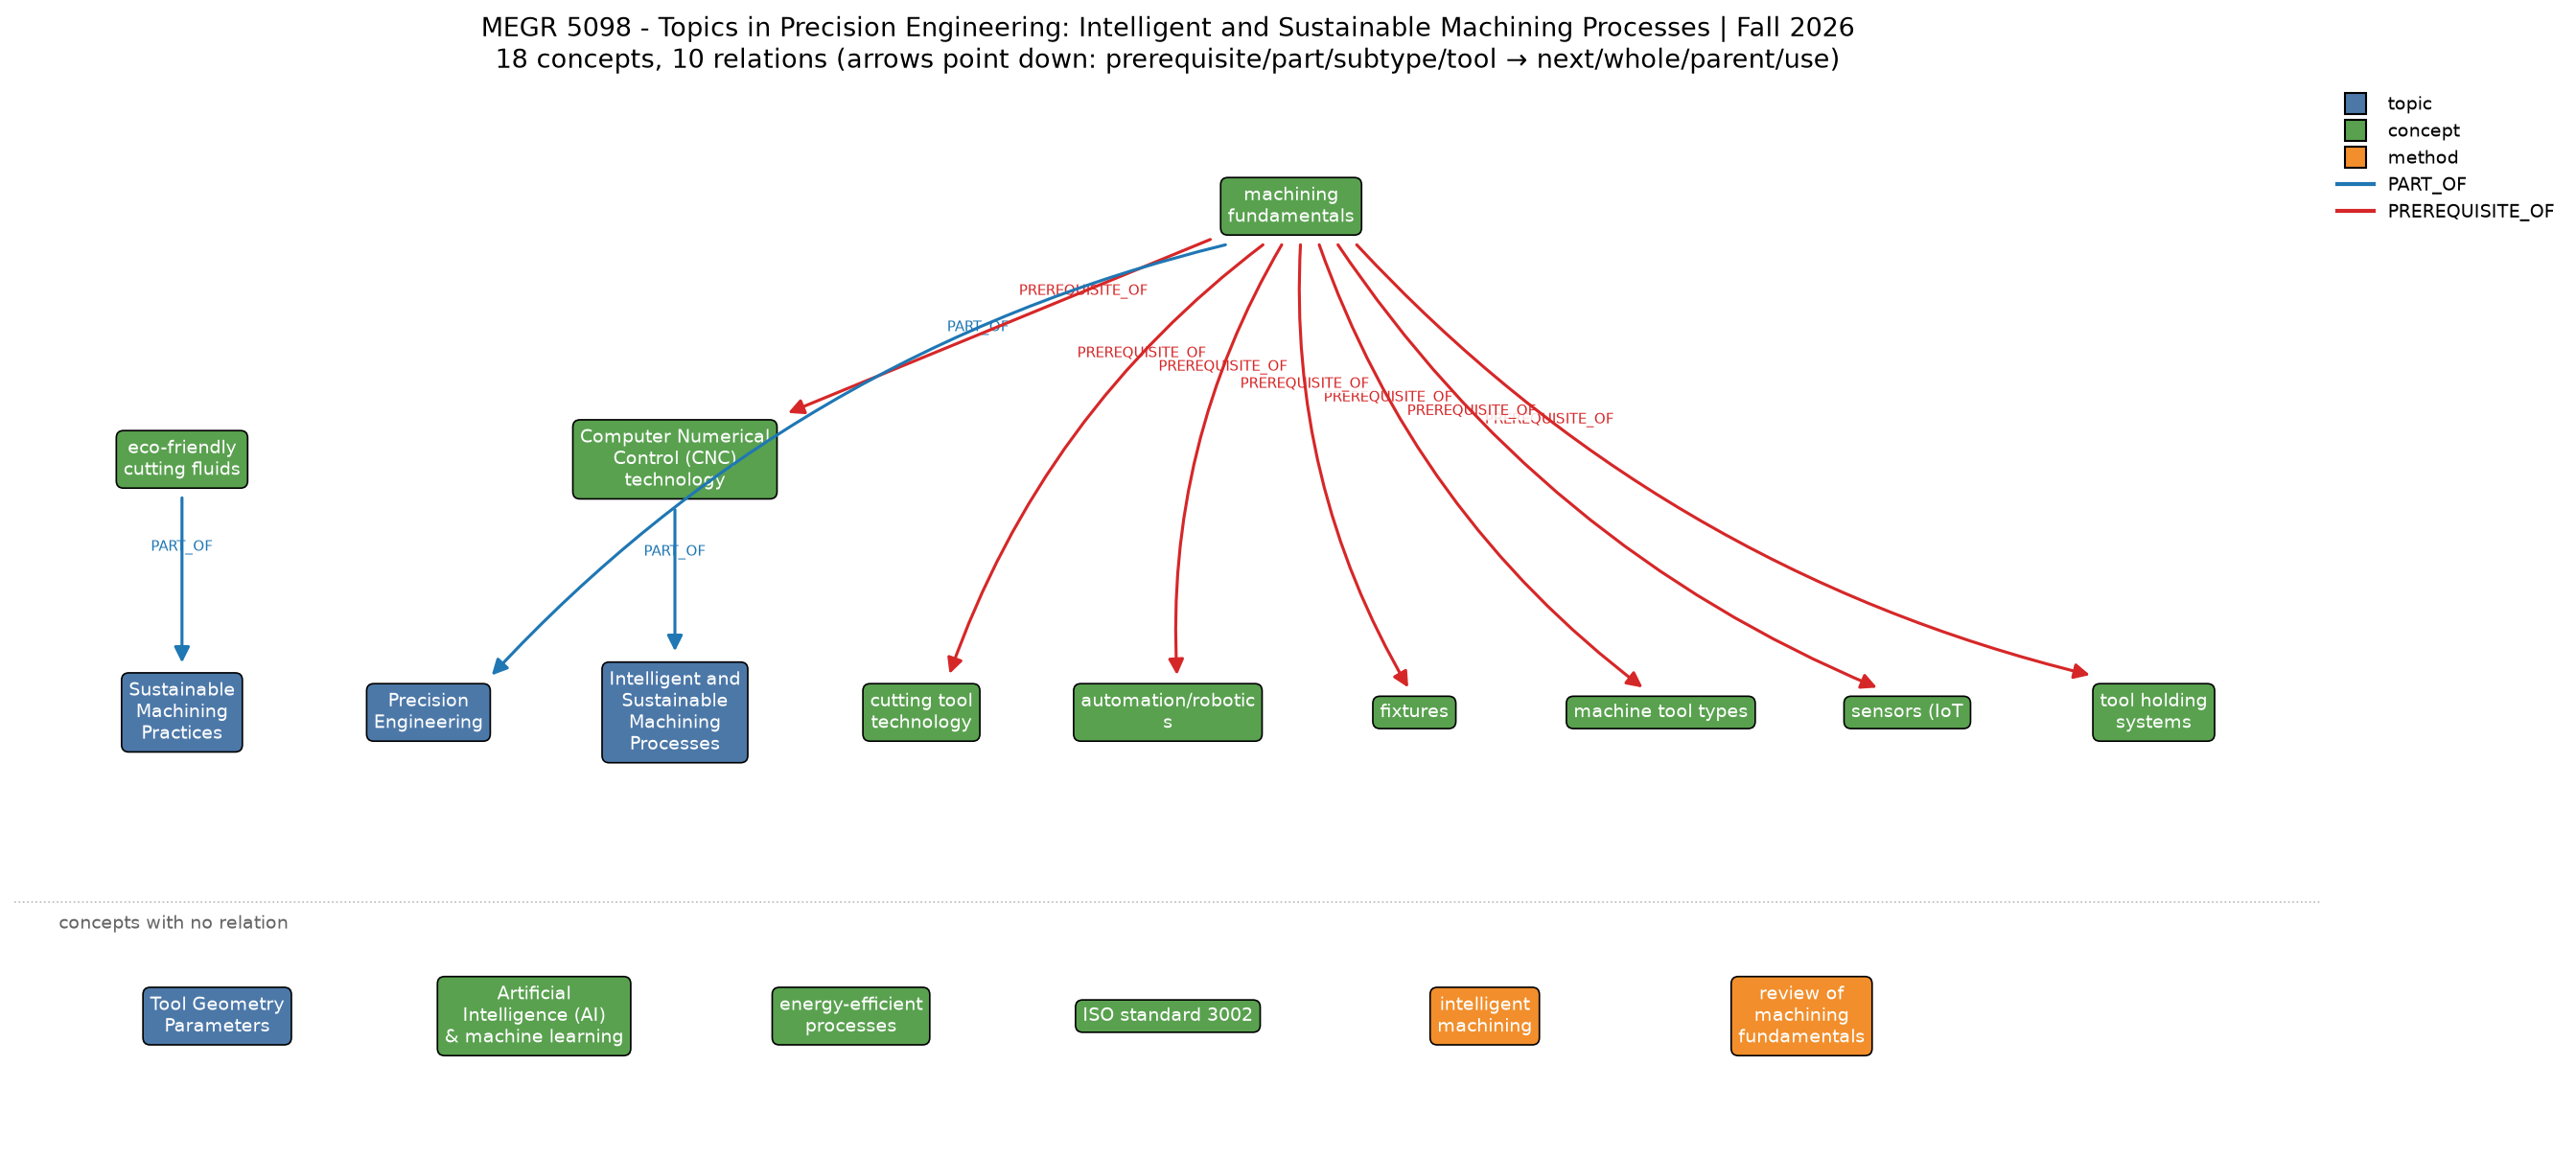 MEGR 5098 - Topics in Precision Engineering: Intelligent and Sustainable Machining Processes | Fall 2026
18 concepts, 10 relations (arrows point down: prerequisite/part/subtype/tool → next/whole/parent/use)
topic
concept
method
PART_OF
PREREQUISITE_OF
machining
fundamentals
PREREQUISITE_OF
PART_OF
PREREQUISITE_OF
PREREQUISITE_OF
PREREQUISITE_OF
PREREQUISITE_OF
PREREQUISITE_OF
PREREQUISITE_OF
eco-friendly
cutting fluids
Computer Numerical
Control (CNC)
technology
PART_OF
PART_OF
Sustainable
Machining
Practices
Precision
Engineering
Intelligent and
Sustainable
Machining
Processes
cutting tool
technology
automation/robotic
s
fixtures
machine tool types
sensors (IoT
tool holding
systems
concepts with no relation
Tool Geometry
Parameters
Artificial
Intelligence (AI)
& machine learning
energy-efficient
processes
ISO standard 3002
intelligent
machining
review of
machining
fundamentals